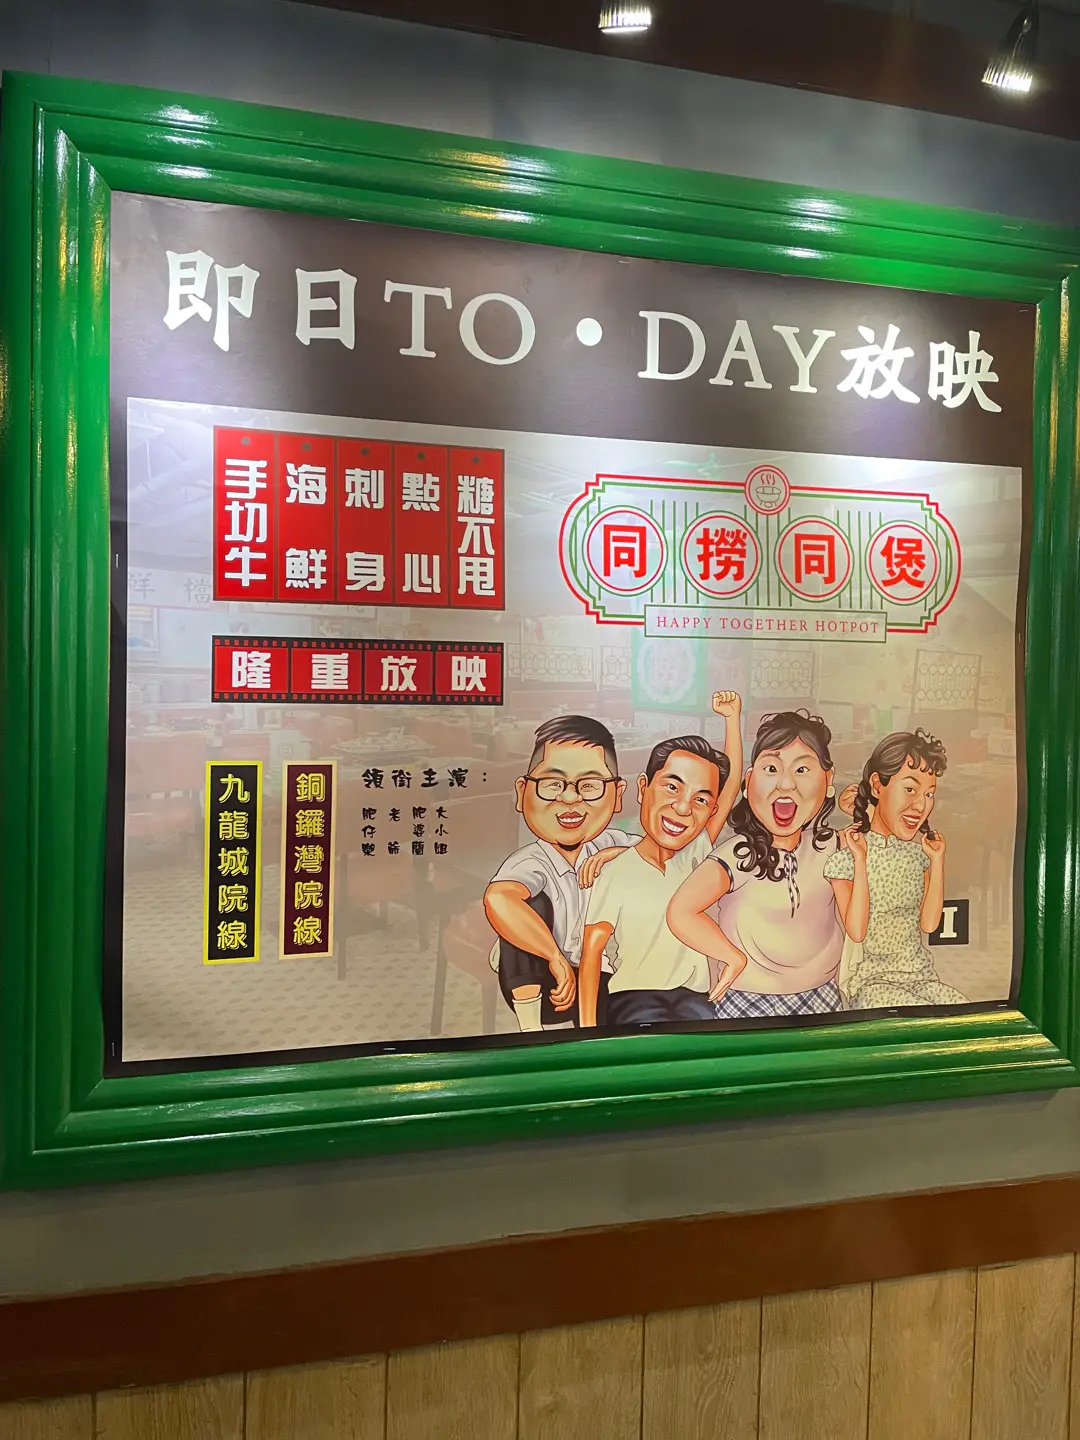 即日TO·DAY放映
手切牛
海鮮
刺身
點心
糖不甩
同撈同煲
HAPPY TOGETHER HOTPOT
隆重放映
九龍城院線
銅鑼灣院線
領銜主演：
肥仔樂
老爺
肥婆蘭
大小姐
I